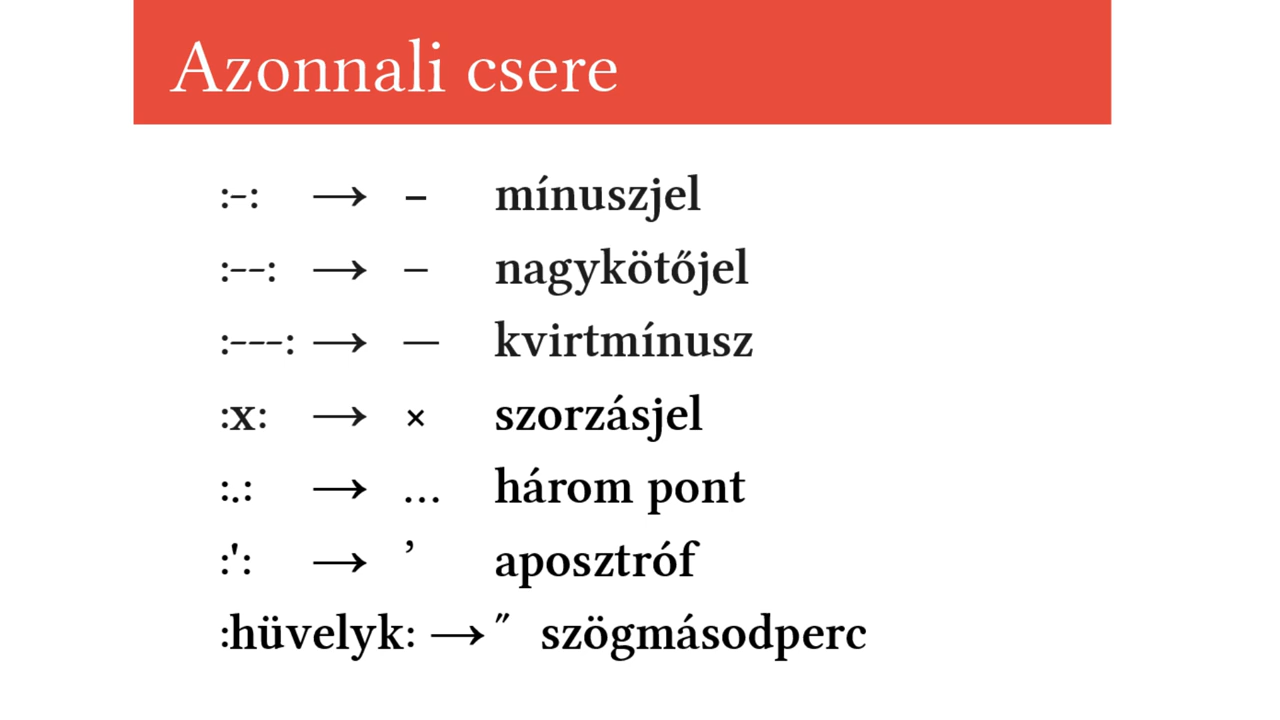 Azonnali csere
:-: → − mínuszjel
:--: → – nagykötőjel
:---: → — kvirtmínusz
:x: → × szorzásjel
:.: → … három pont
:': → ’ aposztróf
:hüvelyk: → ″ szögmásodperc